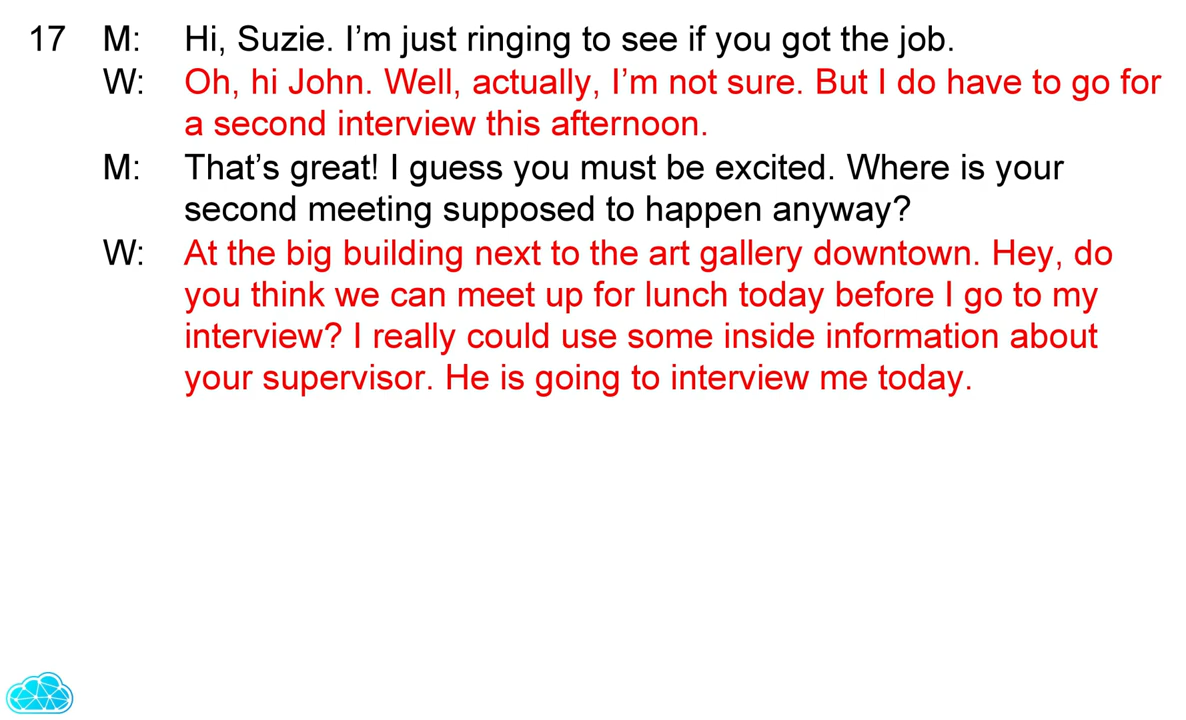 17 M: Hi, Suzie. I’m just ringing to see if you got the job.
W: Oh, hi John. Well, actually, I’m not sure. But I do have to go for
a second interview this afternoon.
M: That’s great! I guess you must be excited. Where is your
second meeting supposed to happen anyway?
W: At the big building next to the art gallery downtown. Hey, do
you think we can meet up for lunch today before I go to my
interview? I really could use some inside information about
your supervisor. He is going to interview me today.